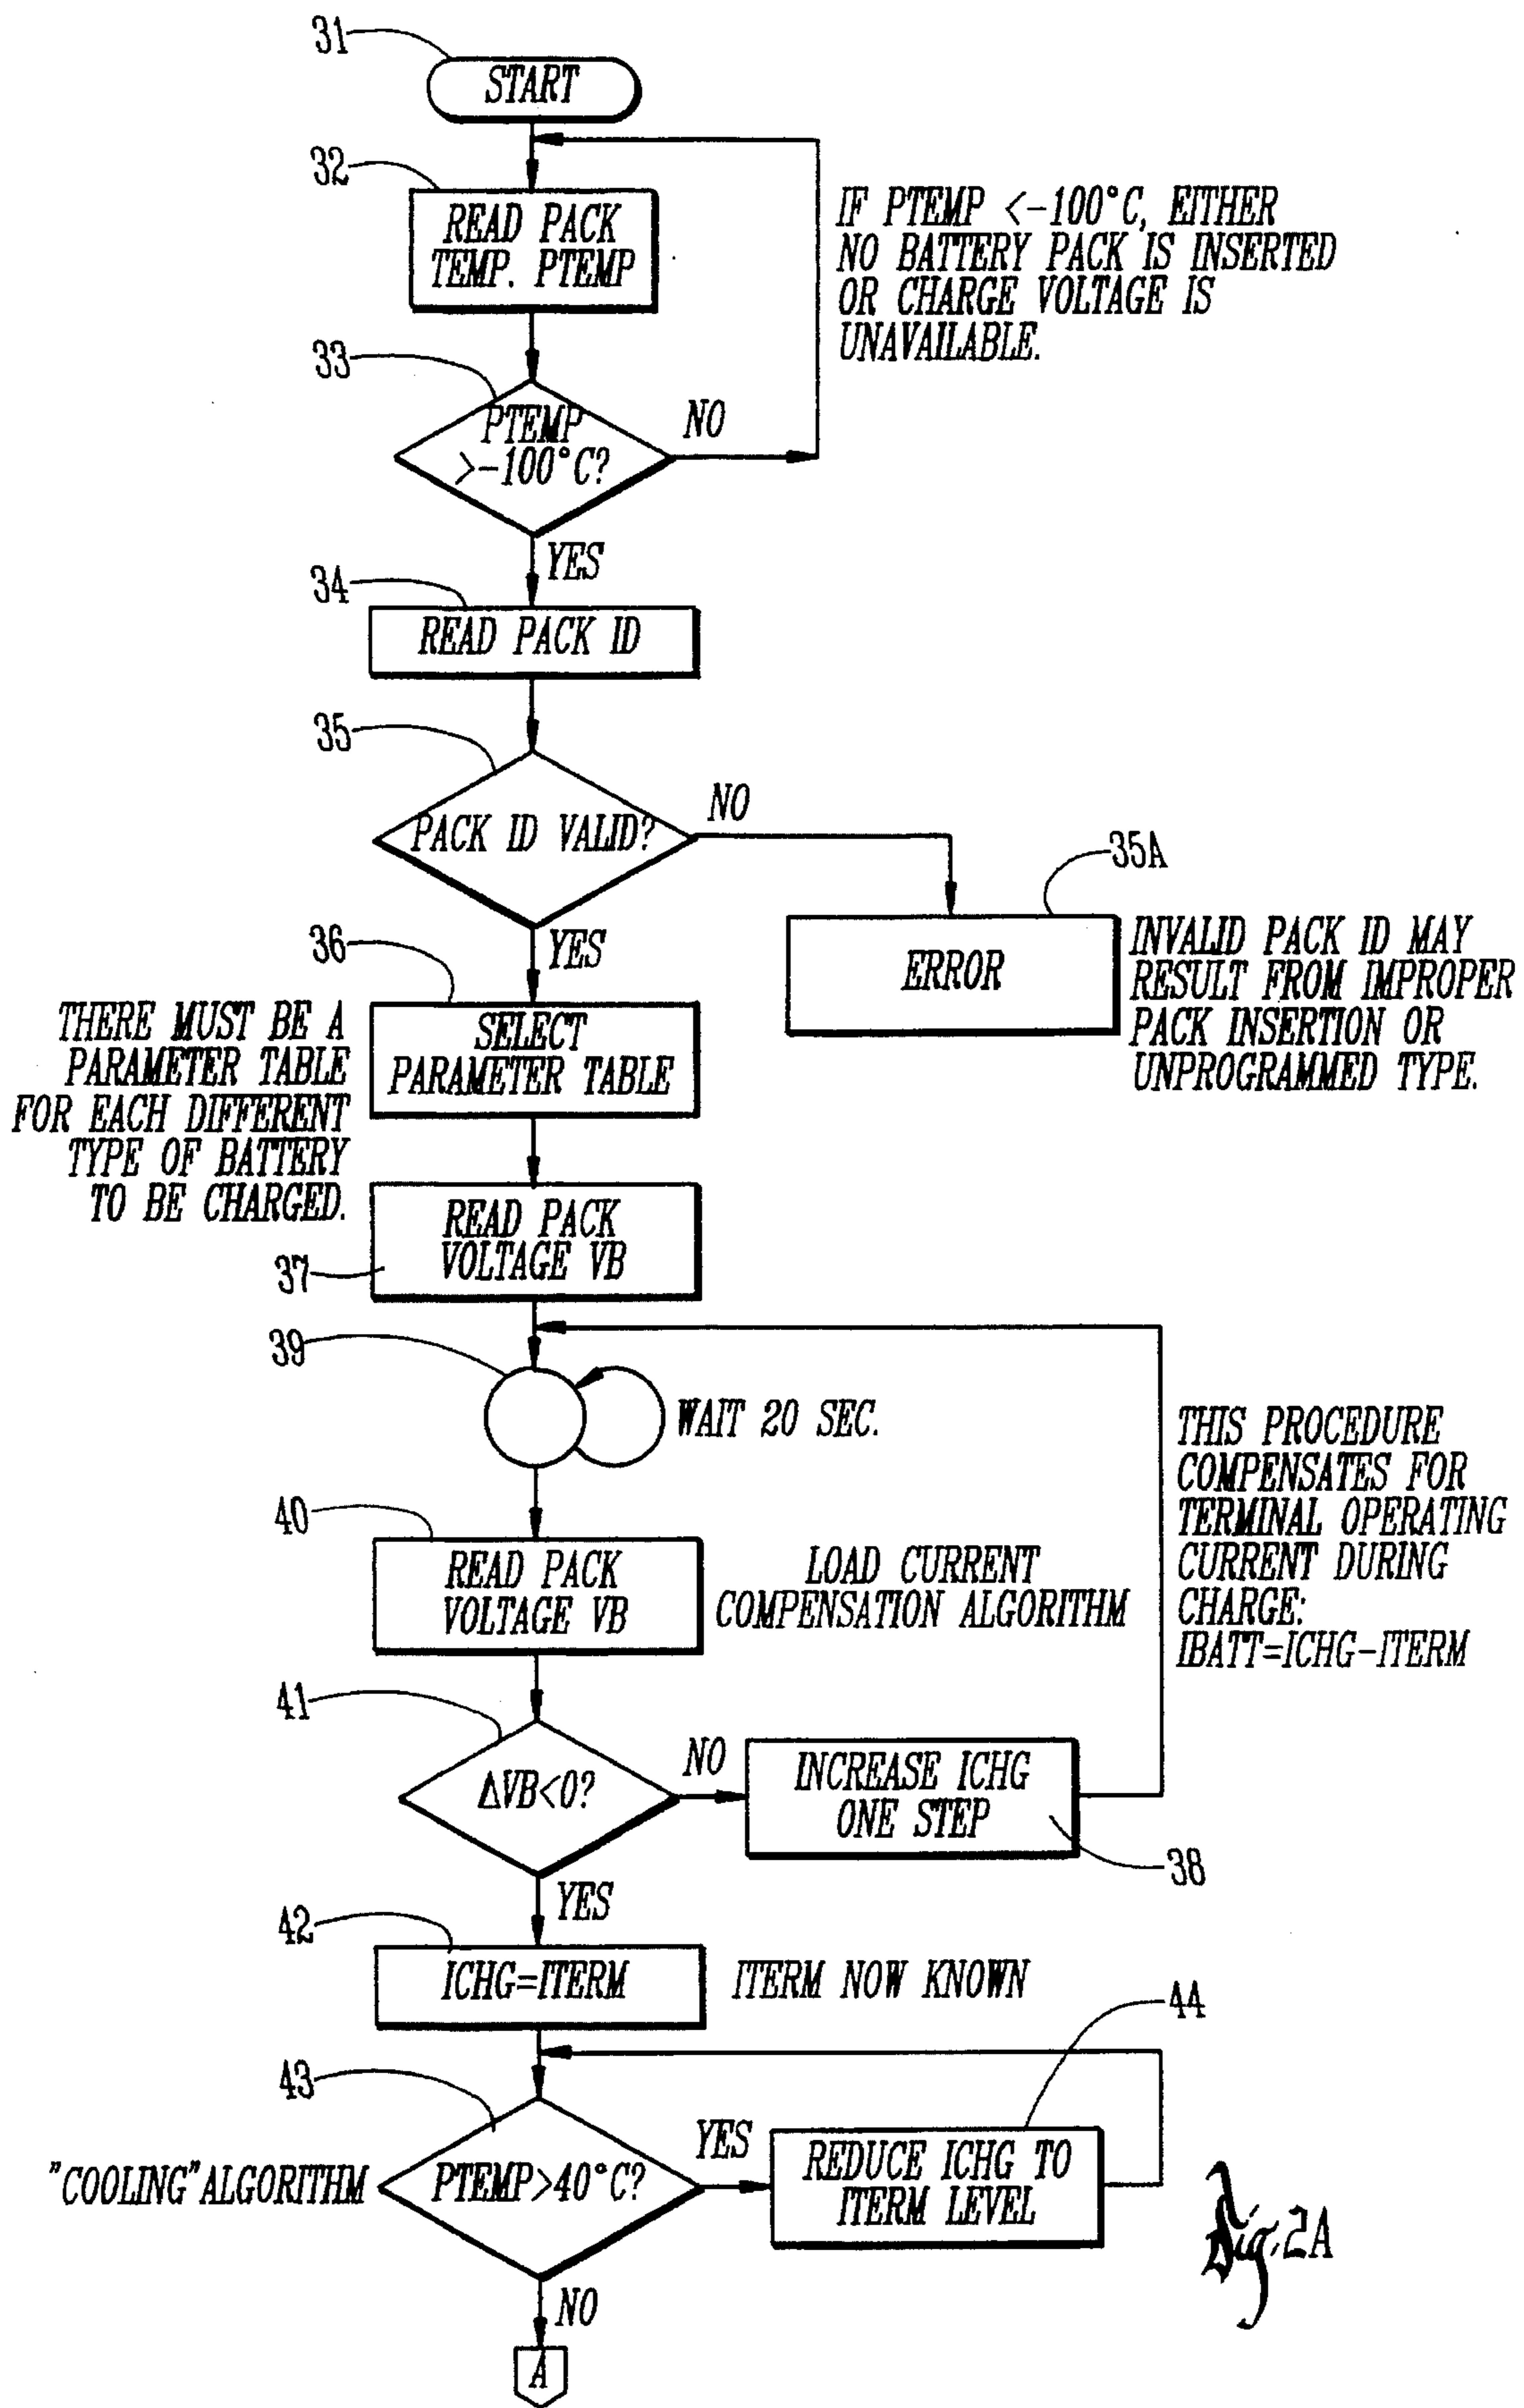 31
START
32
READ PACK
TEMP. PTEMP
IF PTEMP <-100°C, EITHER
NO BATTERY PACK IS INSERTED
OR CHARGE VOLTAGE IS
UNAVAILABLE.
33
PTEMP
>-100°C?
NO
YES
34
READ PACK ID
35
PACK ID VALID?
NO
35A
ERROR
INVALID PACK ID MAY
RESULT FROM IMPROPER
PACK INSERTION OR
UNPROGRAMMED TYPE.
YES
36
SELECT
PARAMETER TABLE
THERE MUST BE A
PARAMETER TABLE
FOR EACH DIFFERENT
TYPE OF BATTERY
TO BE CHARGED.
READ PACK
VOLTAGE VB
37
39
WAIT 20 SEC.
THIS PROCEDURE
COMPENSATES FOR
TERMINAL OPERATING
CURRENT DURING
CHARGE:
IBATT=ICHG-ITERM
40
READ PACK
VOLTAGE VB
LOAD CURRENT
COMPENSATION ALGORITHM
41
ΔVB<0?
NO
INCREASE ICHG
ONE STEP
38
YES
42
ICHG=ITERM
ITERM NOW KNOWN
43
"COOLING" ALGORITHM
PTEMP>40°C?
YES
44
REDUCE ICHG TO
ITERM LEVEL
NO
A
Fig. 2A